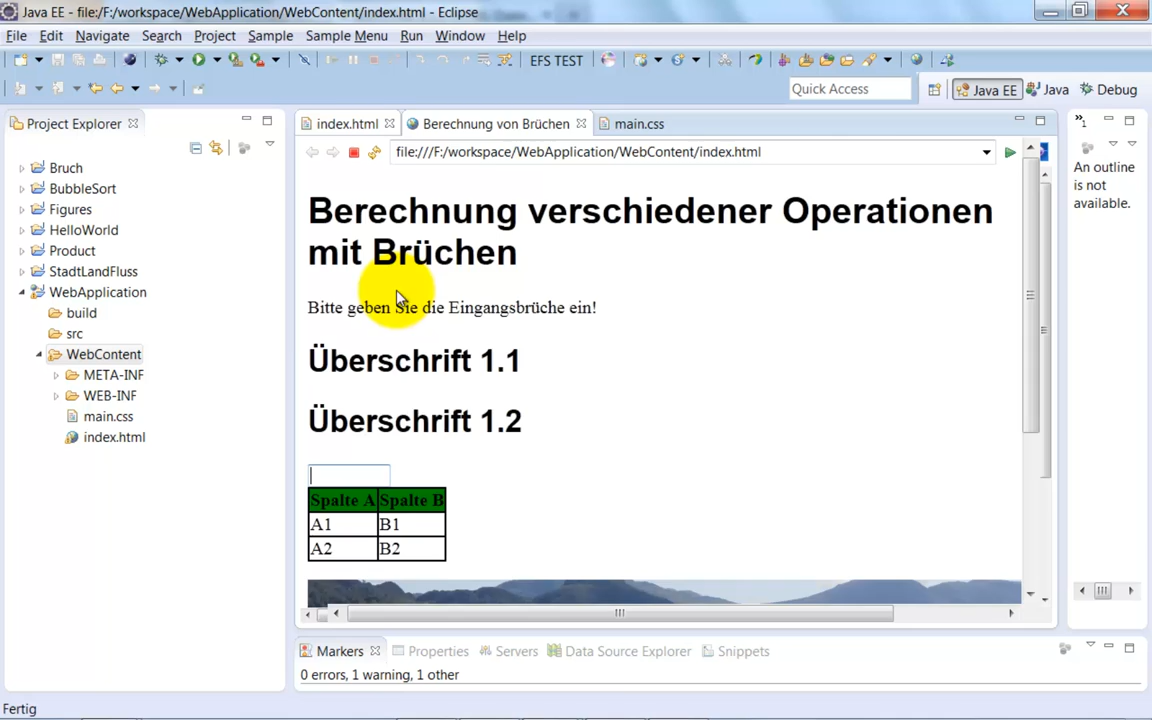 Java EE - file:/F:/workspace/WebApplication/WebContent/index.html - Eclipse
File Edit Navigate Search Project Sample Sample Menu Run Window Help
EFS TEST
Quick Access Java EE Java Debug
Project Explorer
Bruch
BubbleSort
Figures
HelloWorld
Product
StadtLandFluss
WebApplication
build
src
WebContent
META-INF
WEB-INF
main.css
index.html
index.html Berechnung von Brüchen main.css
file:///F:/workspace/WebApplication/WebContent/index.html
Berechnung verschiedener Operationen
mit Brüchen
Bitte geben Sie die Eingangsbrüche ein!
Überschrift 1.1
Überschrift 1.2
Spalte A Spalte B
A1 B1
A2 B2
»1
An outline
is not
available.
Markers Properties Servers Data Source Explorer Snippets
0 errors, 1 warning, 1 other
Fertig